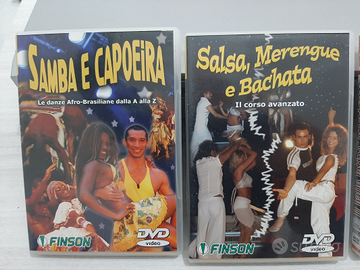 SAMBA E CAPOEiRA
Le danze Afro-Brasiliane dalla A alla Z
FINSON
DVD
video
Salsa, Merengue
e Bachata
Il corso avanzato
FINSON
DVD
video